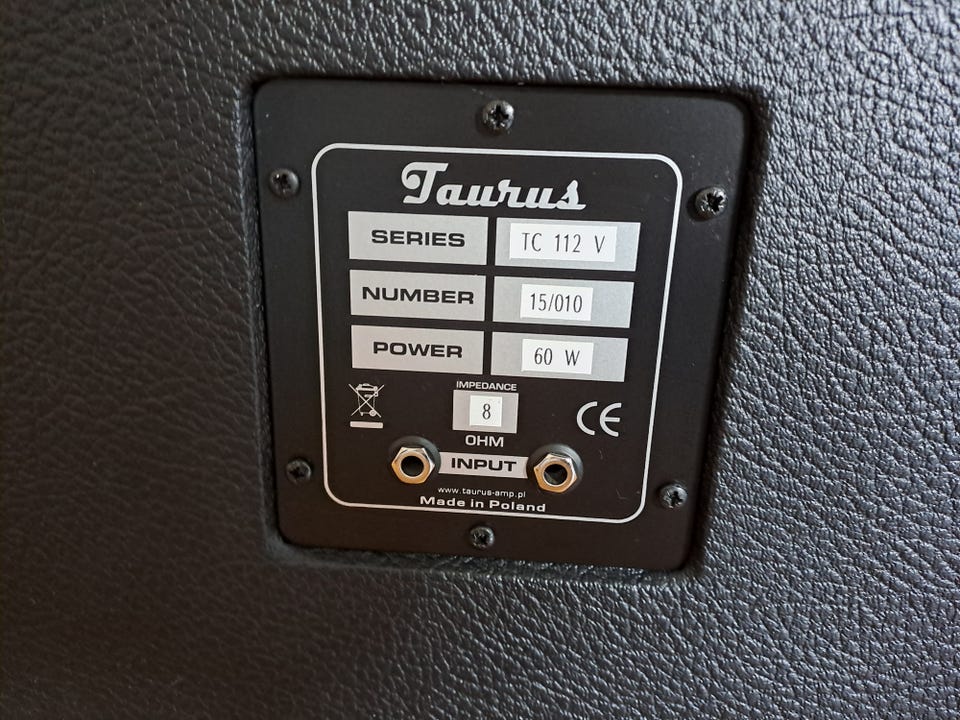 Taurus
SERIES TC 112 V
NUMBER 15/010
POWER 60 W
IMPEDANCE
8
OHM
CE
INPUT
www.taurus-amp.pl
Made in Poland